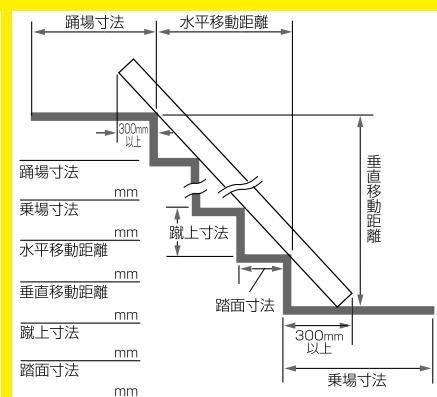 踊場寸法
水平移動距離
300mm
以上
垂直移動距離
踊場寸法
mm
乗場寸法
mm
水平移動距離
mm
垂直移動距離
mm
蹴上寸法
mm
踏面寸法
mm
蹴上寸法
踏面寸法
300mm
以上
乗場寸法